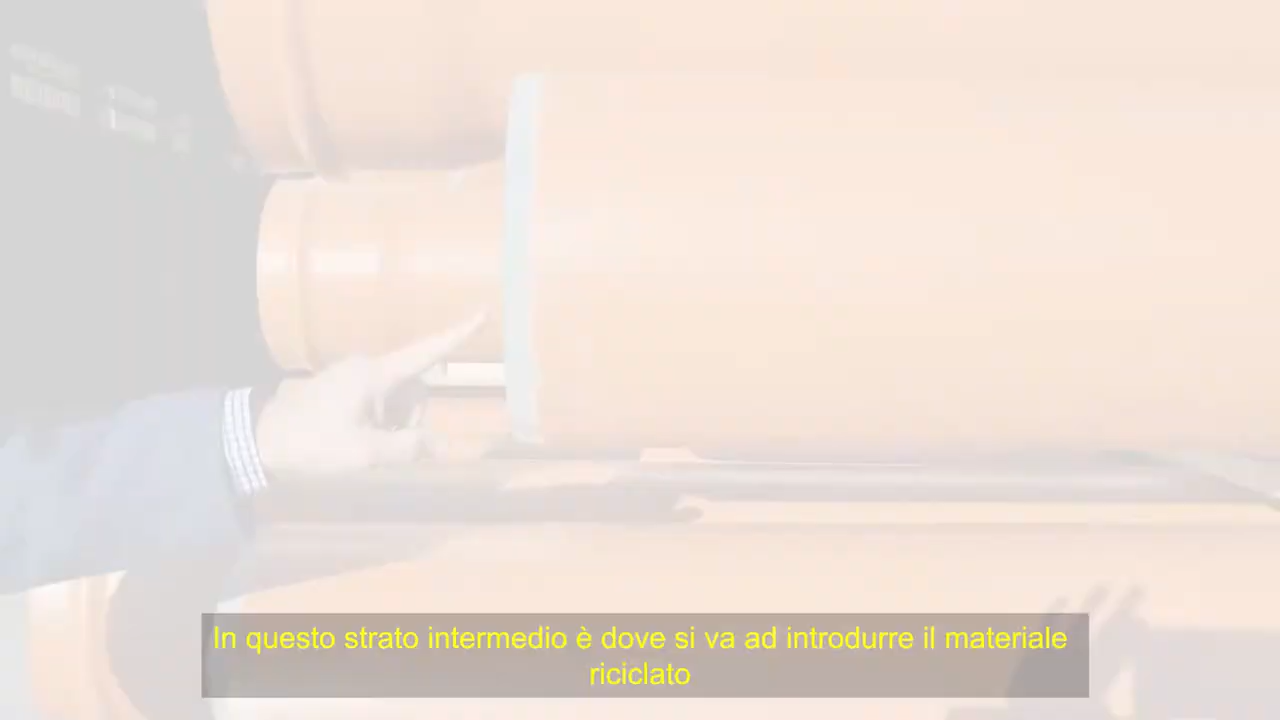 In questo strato intermedio è dove si va ad introdurre il materiale
riciclato